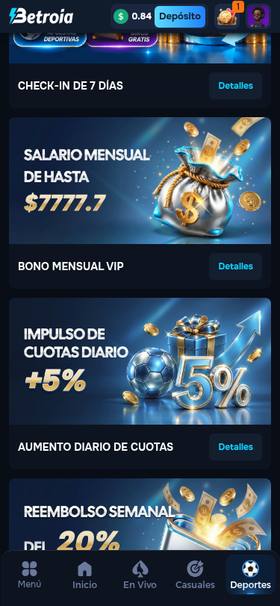 Betroia
$ 0.84 Depósito
1
DEPORTIVAS
GRATIS
CHECK-IN DE 7 DÍAS
Detalles
SALARIO MENSUAL
DE HASTA
$7777.7
$
BONO MENSUAL VIP
Detalles
IMPULSO DE
CUOTAS DIARIO
+5%
5%
AUMENTO DIARIO DE CUOTAS
Detalles
REEMBOLSO SEMANAL
DEL 20%
Menú
Inicio
En Vivo
Casuales
Deportes